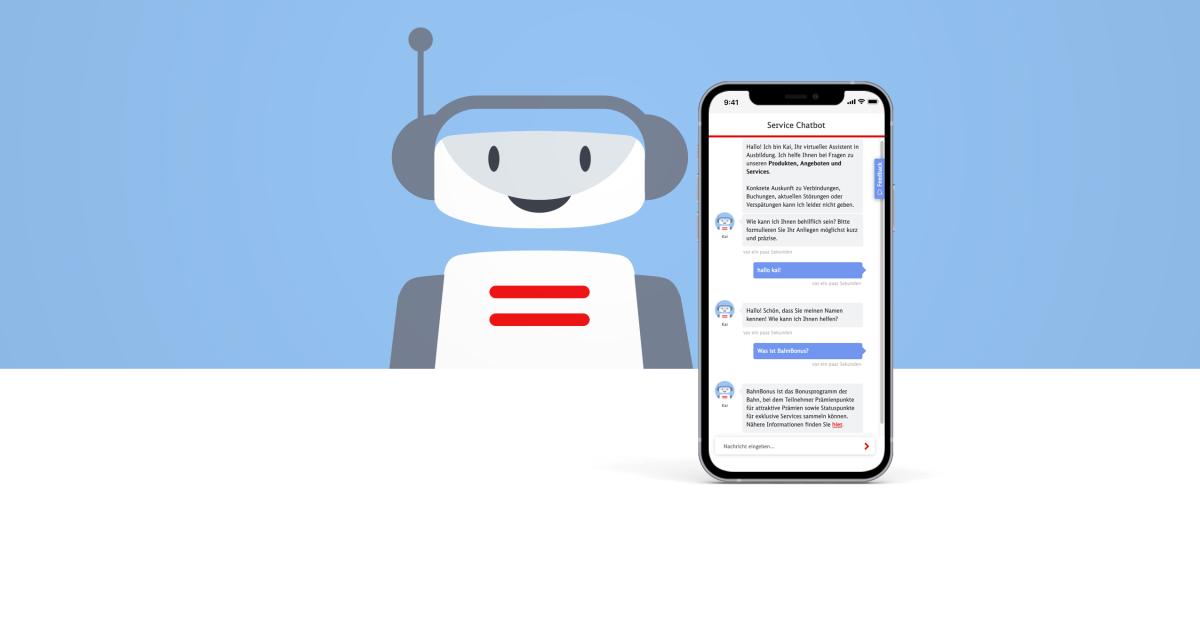 9:41
Service Chatbot
Hallo! Ich bin Kai, Ihr virtueller Assistent in
Ausbildung. Ich helfe Ihnen bei Fragen zu
unseren Produkten, Angeboten und
Services.
Konkrete Auskunft zu Verbindungen,
Buchungen, aktuellen Störungen oder
Verspätungen kann ich leider nicht geben.
Feedback
Wie kann ich Ihnen behilflich sein? Bitte
formulieren Sie Ihr Anliegen möglichst kurz
und präzise.
Kai
vor ein paar Sekunden
hallo kai!
vor ein paar Sekunden
Hallo! Schön, dass Sie meinen Namen
kennen! Wie kann ich Ihnen helfen?
Kai
vor ein paar Sekunden
Was ist BahnBonus?
vor ein paar Sekunden
BahnBonus ist das Bonusprogramm der
Bahn, bei dem Teilnehmer Prämienpunkte
für attraktive Prämien sowie Statuspunkte
für exklusive Services sammeln können.
Nähere Informationen finden Sie hier.
Kai
Nachricht eingeben...